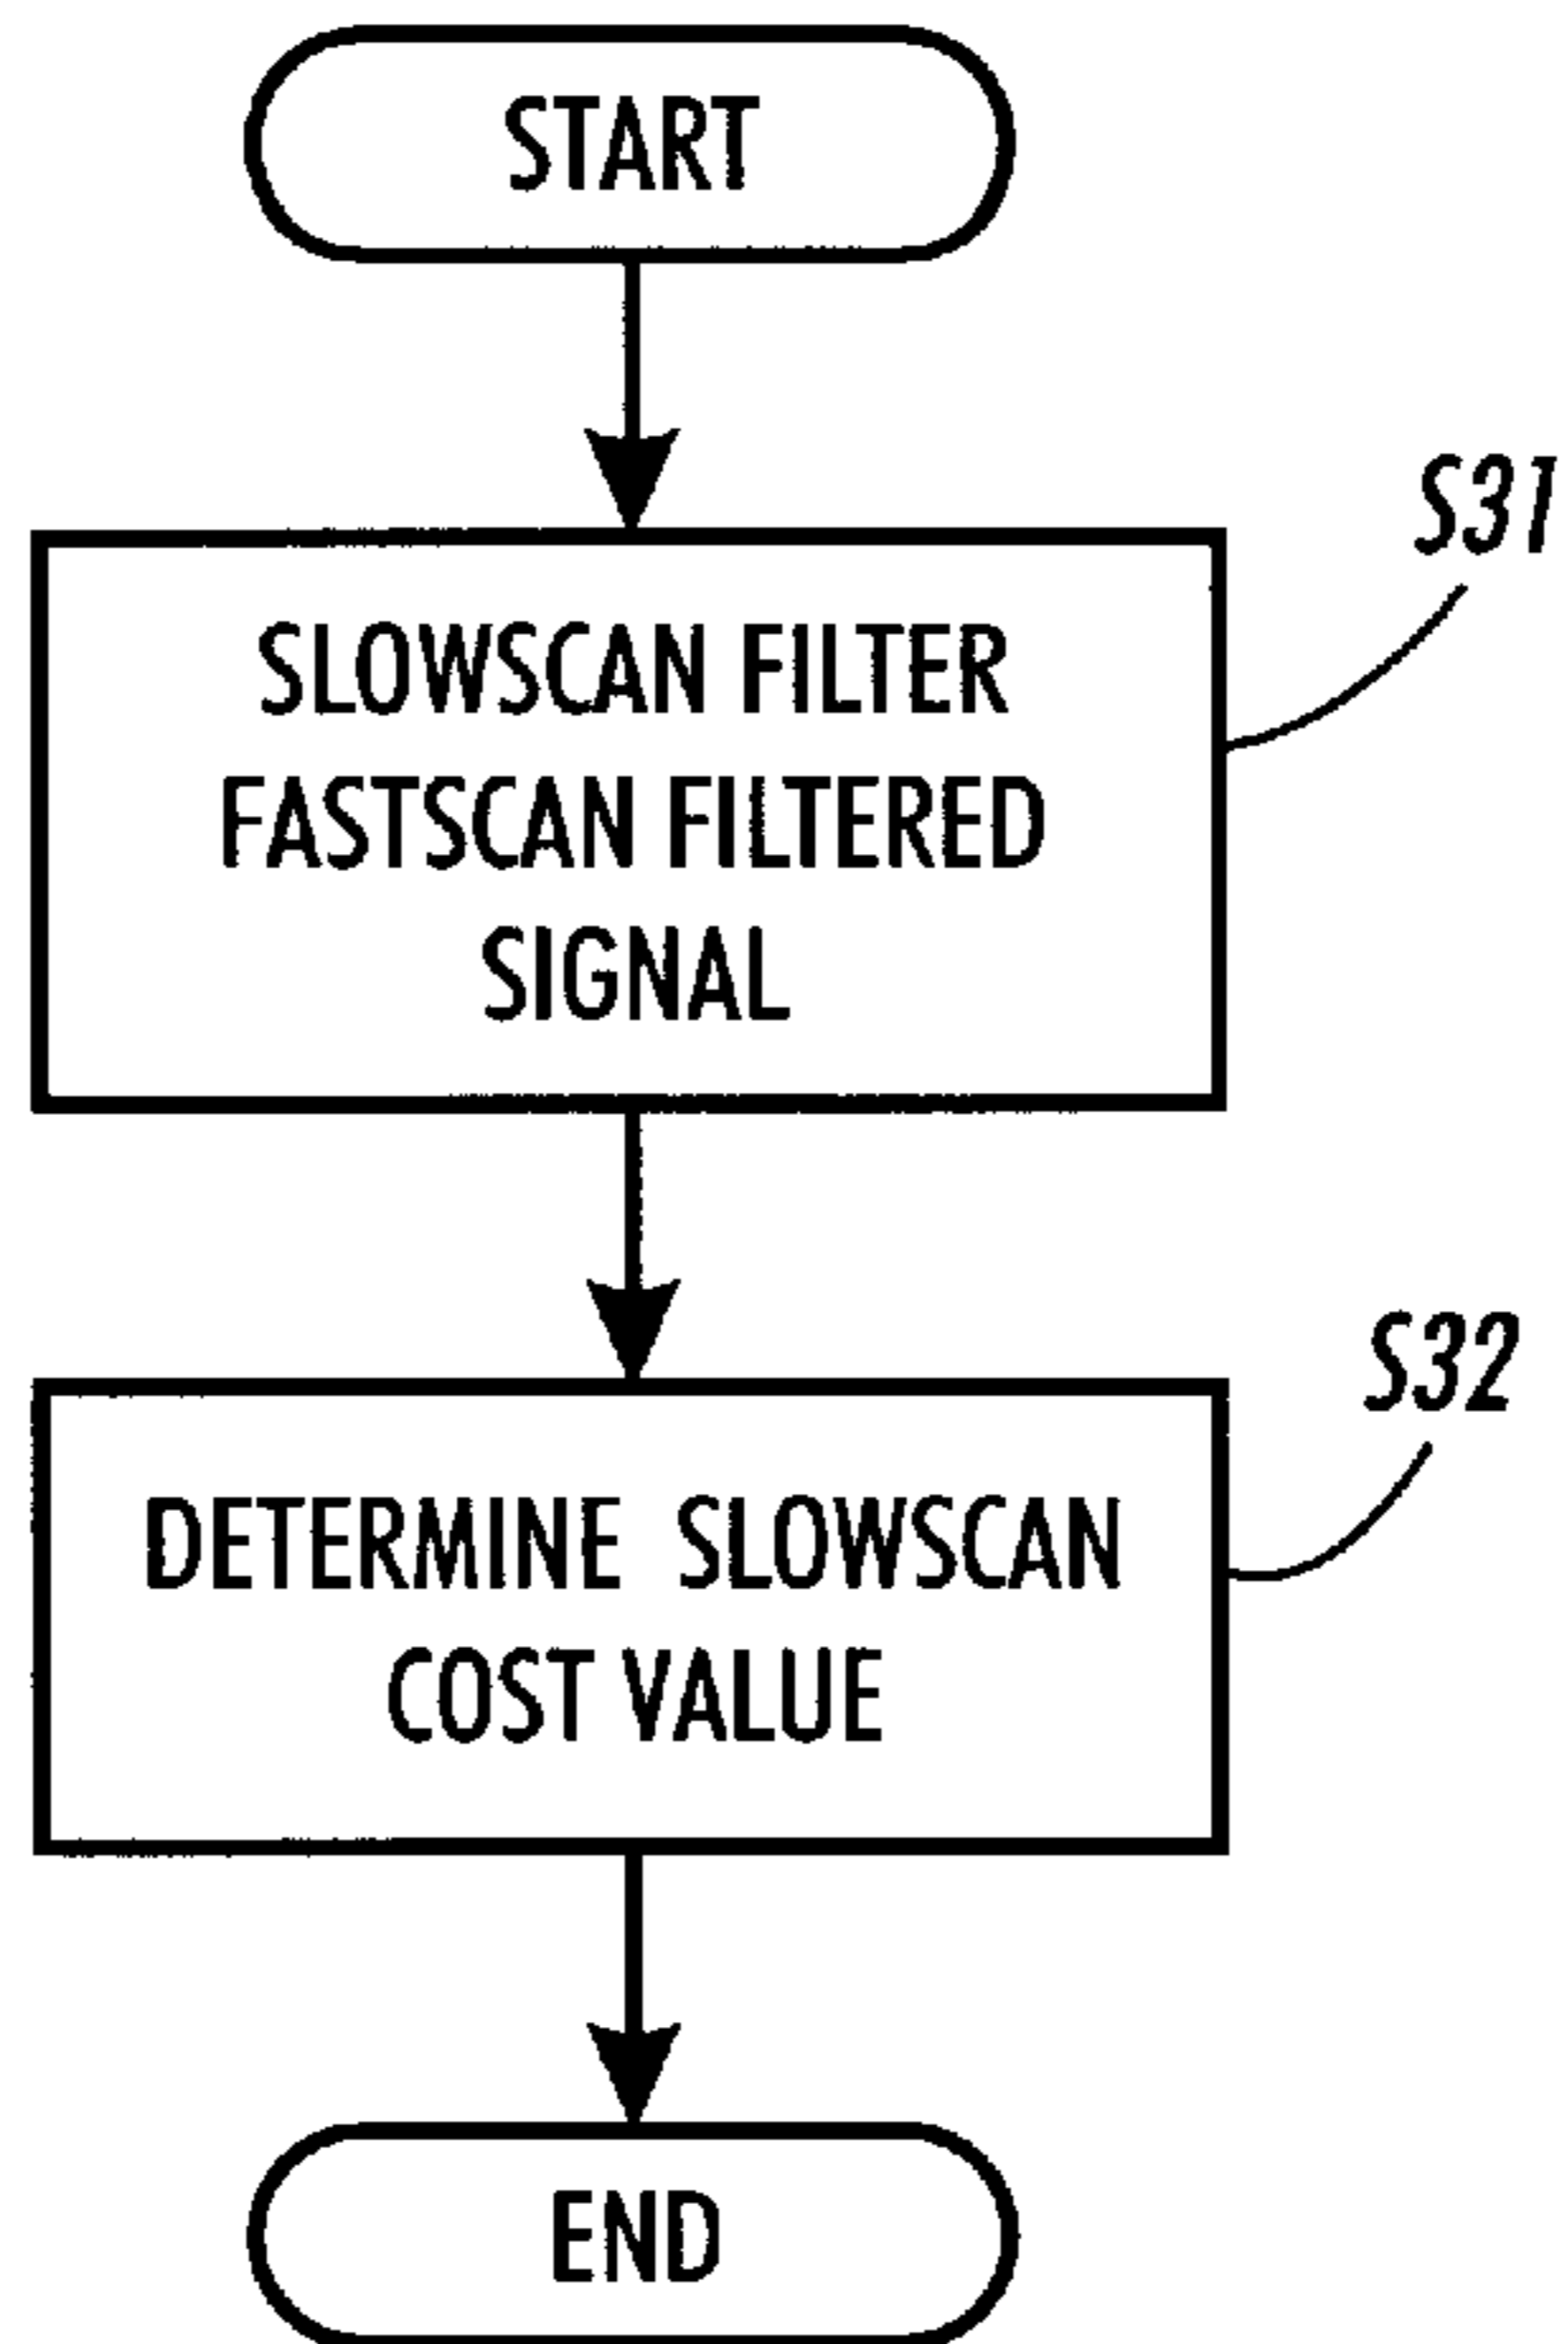 START
S31
SLOWSCAN FILTER
FASTSCAN FILTERED
SIGNAL
S32
DETERMINE SLOWSCAN
COST VALUE
END